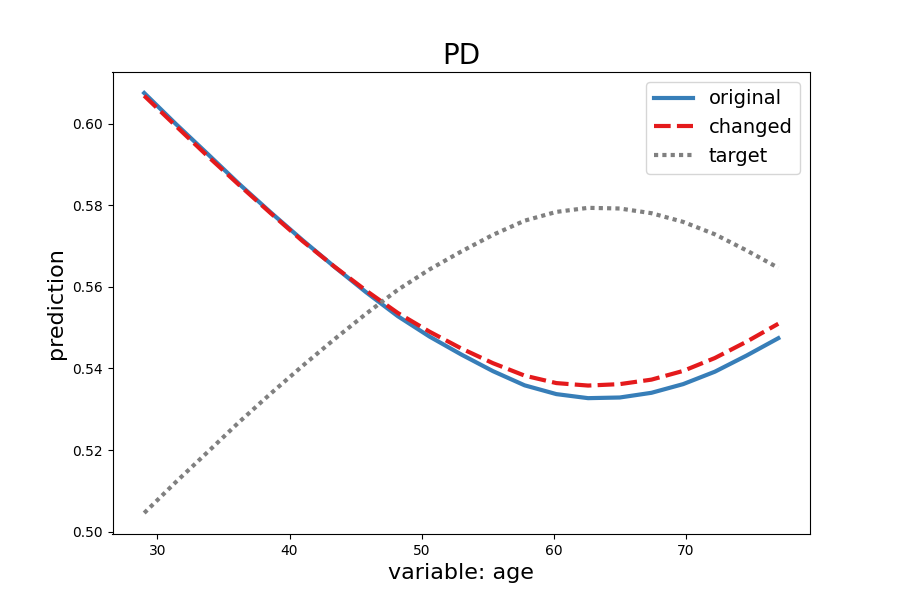 PD
original
changed
target
0.60
0.58
0.56
0.54
0.52
0.50
prediction
30 40 50 60 70
variable: age